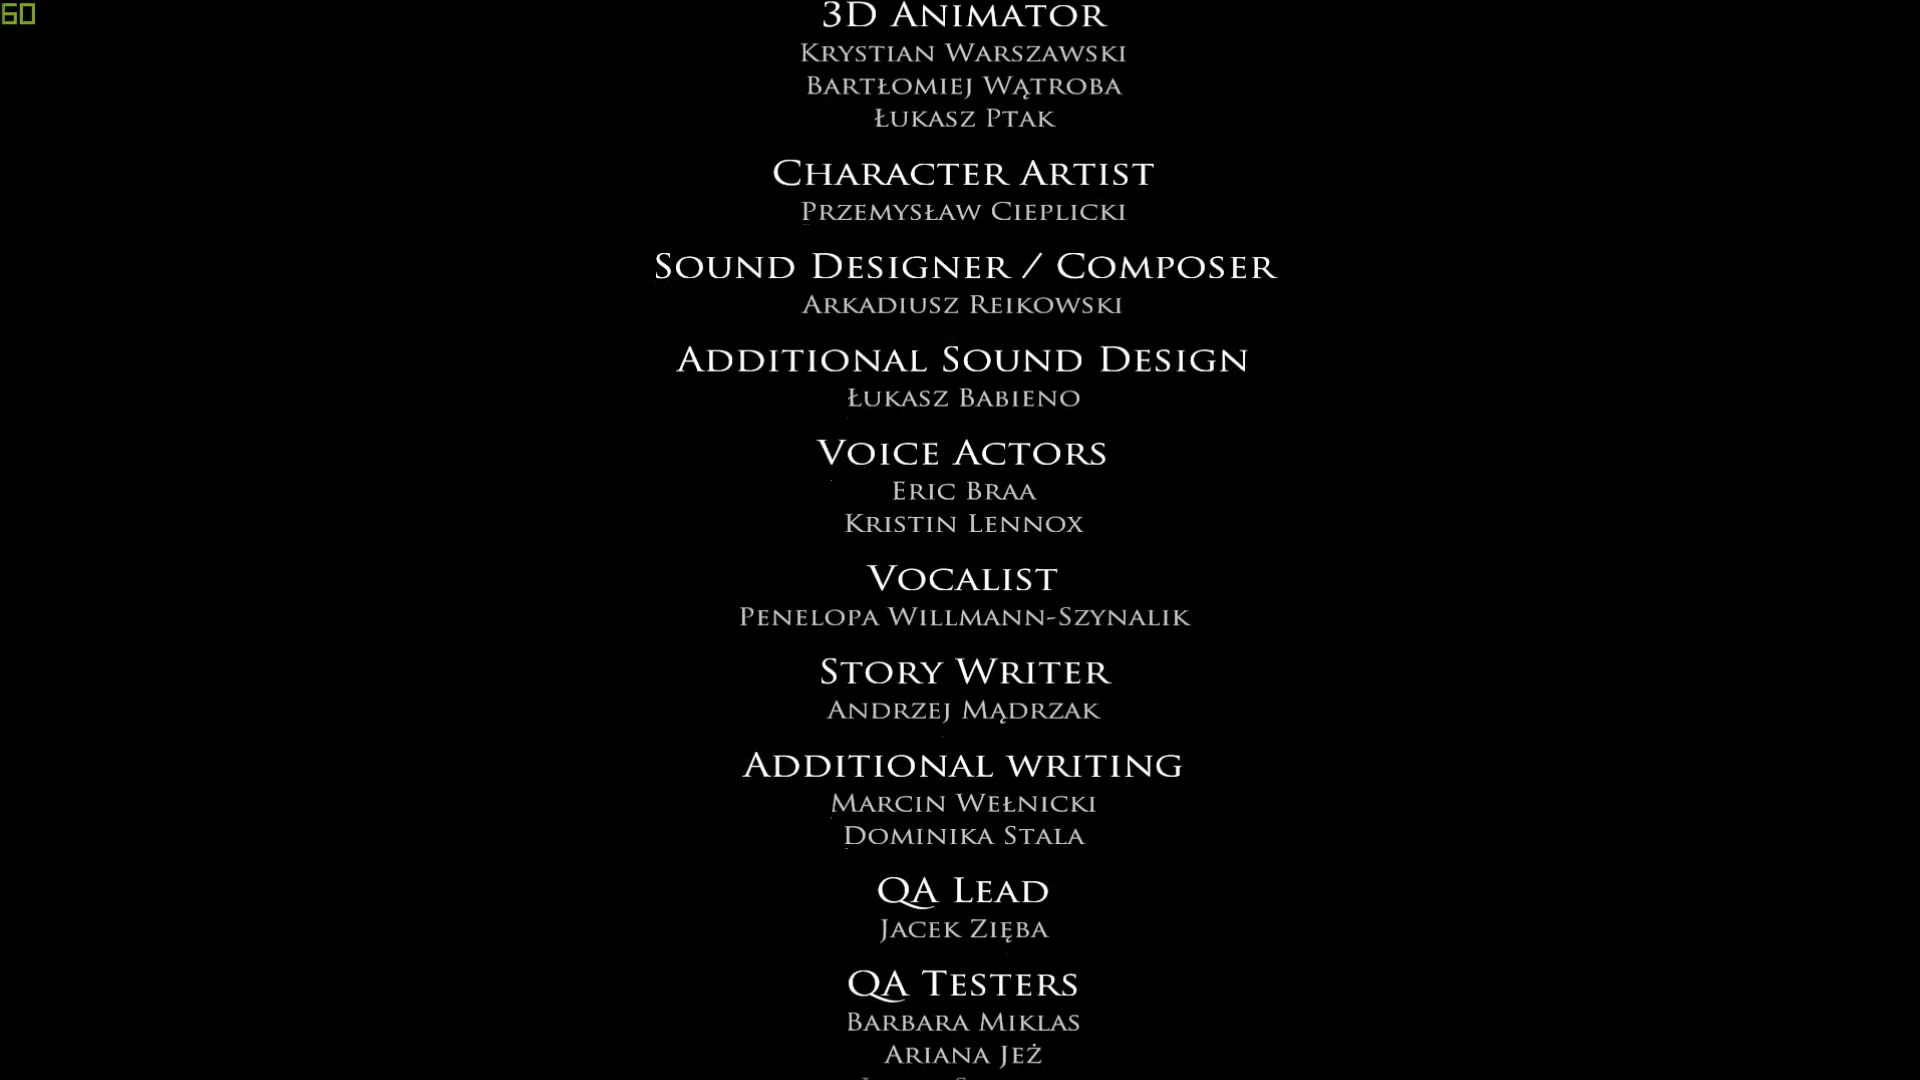 60
3D Animator
Krystian Warszawski
Bartłomiej Wątroba
Łukasz Ptak
Character Artist
Przemysław Cieplicki
Sound Designer / Composer
Arkadiusz Reikowski
Additional Sound Design
Łukasz Babieno
Voice Actors
Eric Braa
Kristin Lennox
Vocalist
Penelopa Willmann-Szynalik
Story Writer
Andrzej Mądrzak
Additional writing
Marcin Wełnicki
Dominika Stala
QA Lead
Jacek Zięba
QA Testers
Barbara Miklas
Ariana Jeż